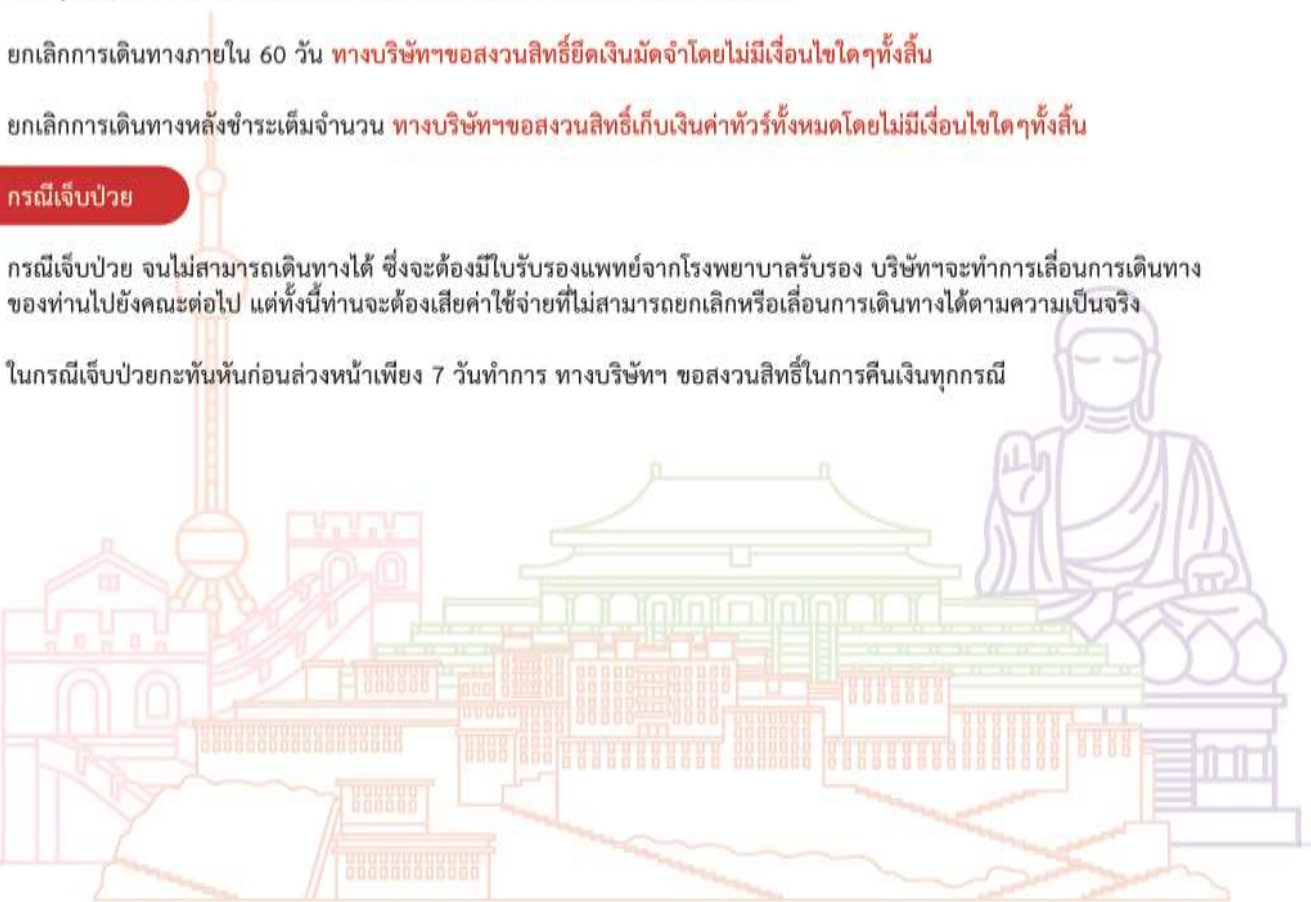 ยกเลิกการเดินทางภายใน 60 วัน ทางบริษัทฯขอสงวนสิทธิ์ยึดเงินมัดจำโดยไม่มีเงื่อนไขใดๆทั้งสิ้น
ยกเลิกการเดินทางหลังชำระเต็มจำนวน ทางบริษัทฯขอสงวนสิทธิ์เก็บเงินค่าทัวร์ทั้งหมดโดยไม่มีเงื่อนไขใดๆทั้งสิ้น
กรณีเจ็บป่วย
กรณีเจ็บป่วย จนไม่สามารถเดินทางได้ ซึ่งจะต้องมีใบรับรองแพทย์จากโรงพยาบาลรับรอง บริษัทฯจะทำการเลื่อนการเดินทาง
ของท่านไปยังคณะต่อไป แต่ทั้งนี้ท่านจะต้องเสียค่าใช้จ่ายที่ไม่สามารถยกเลิกหรือเลื่อนการเดินทางได้ตามความเป็นจริง
ในกรณีเจ็บป่วยกะทันหันก่อนล่วงหน้าเพียง 7 วันทำการ ทางบริษัทฯ ขอสงวนสิทธิ์ในการคืนเงินทุกกรณี